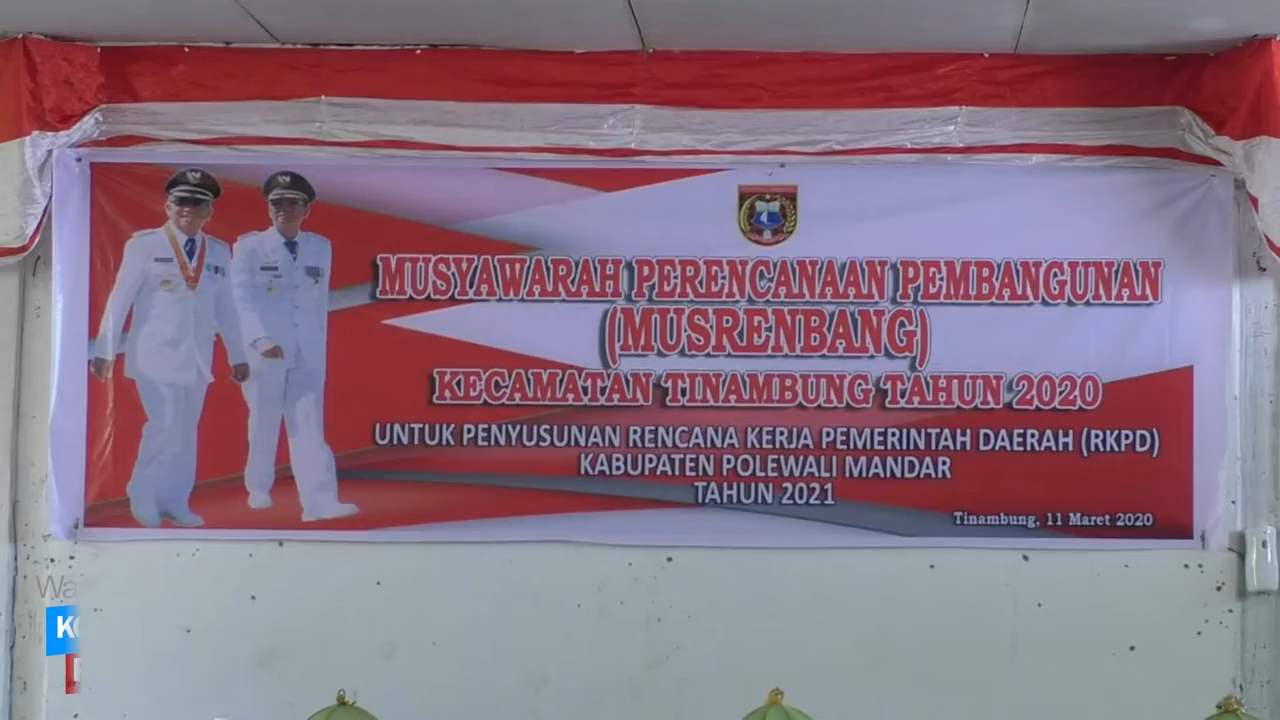 MUSYAWARAH PERENCANAAN PEMBANGUNAN
(MUSRENBANG)
KECAMATAN TINAMBUNG TAHUN 2020
UNTUK PENYUSUNAN RENCANA KERJA PEMERINTAH DAERAH (RKPD)
KABUPATEN POLEWALI MANDAR
TAHUN 2021
Tinambung, 11 Maret 2020